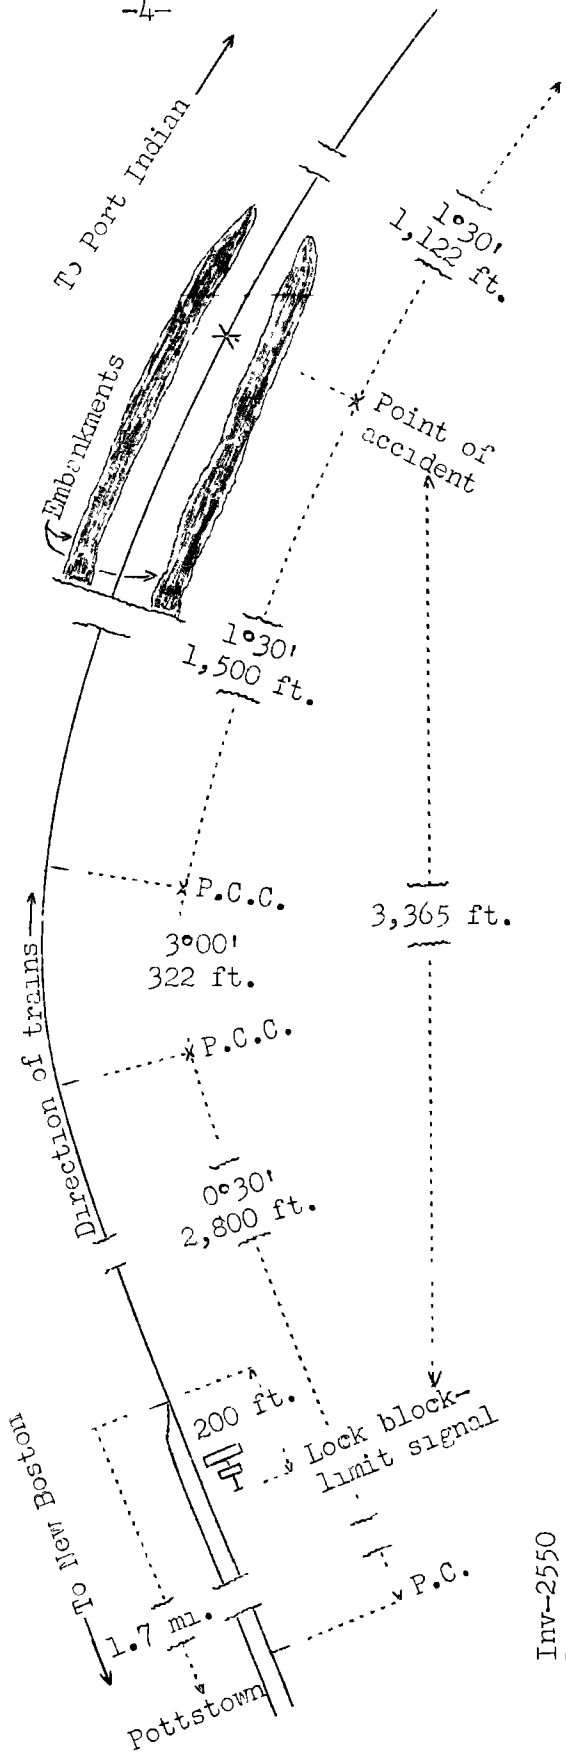 -4-
To Port Indian
1°30'
1,122 ft.
Embankments
Point of
accident
1°30'
1,500 ft.
P.C.C.
3,365 ft.
3°00'
322 ft.
Direction of trains
P.C.C.
0°30'
2,800 ft.
200 ft.
Lock block-
limit signal
To New Boston
P.C.
1.7 mi.
Pottstown
Inv-2550